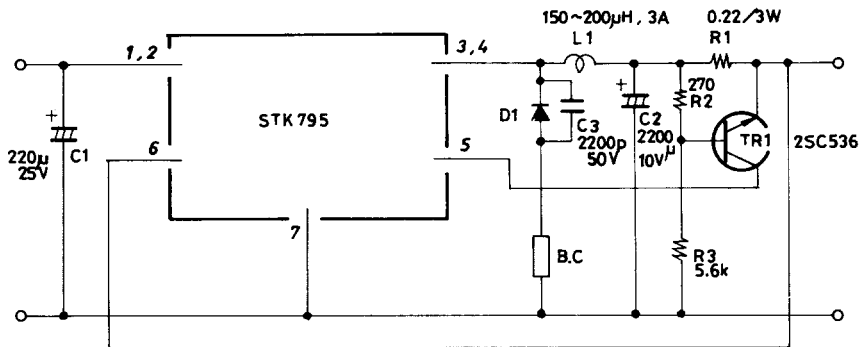 150~200µH, 3A
L1
0.22/3W
R1
1,2
3,4
STK795
6
5
7
+
220µ
25V
C1
D1
C3
2200p
50V
+
C2
2200
µ
10V
270
R2
TR1
2SC536
B.C
R3
5.6k